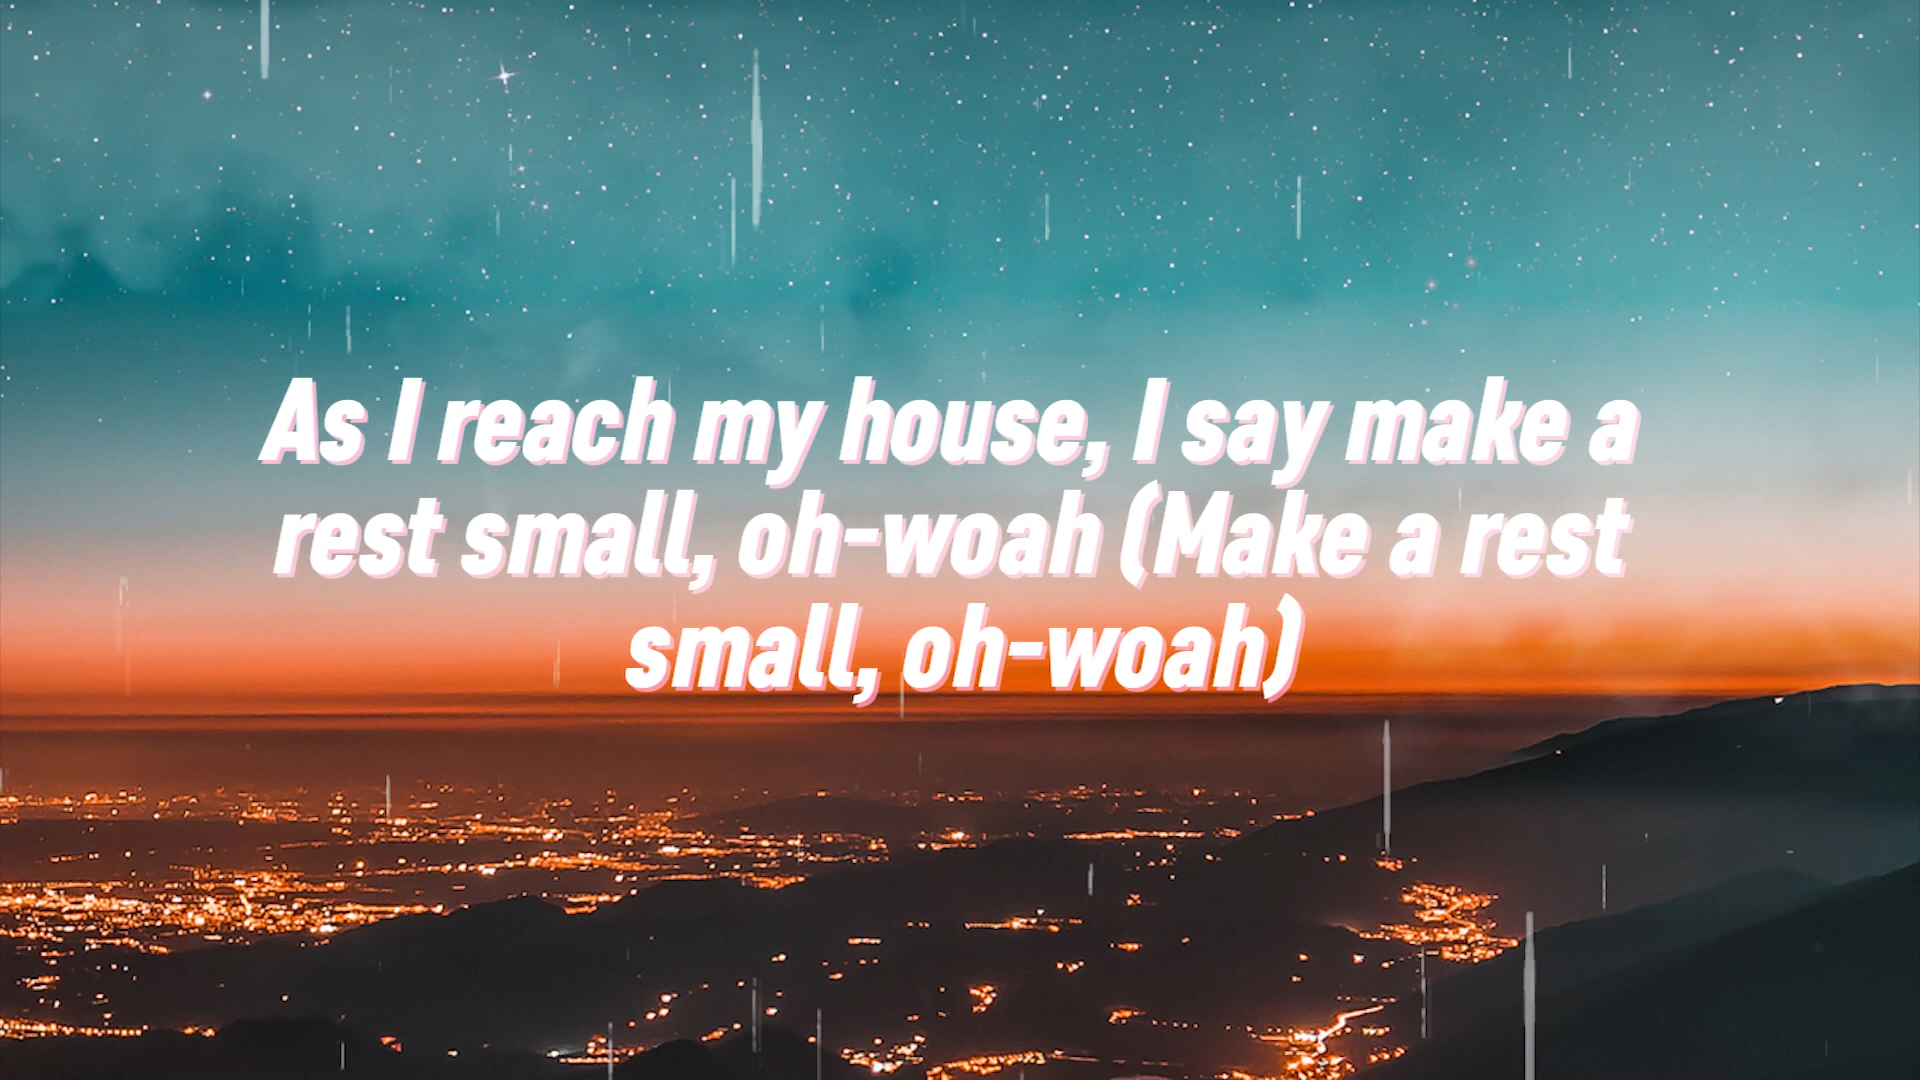 As I reach my house, I say make a
rest small, oh-woah (Make a rest
small, oh-woah)